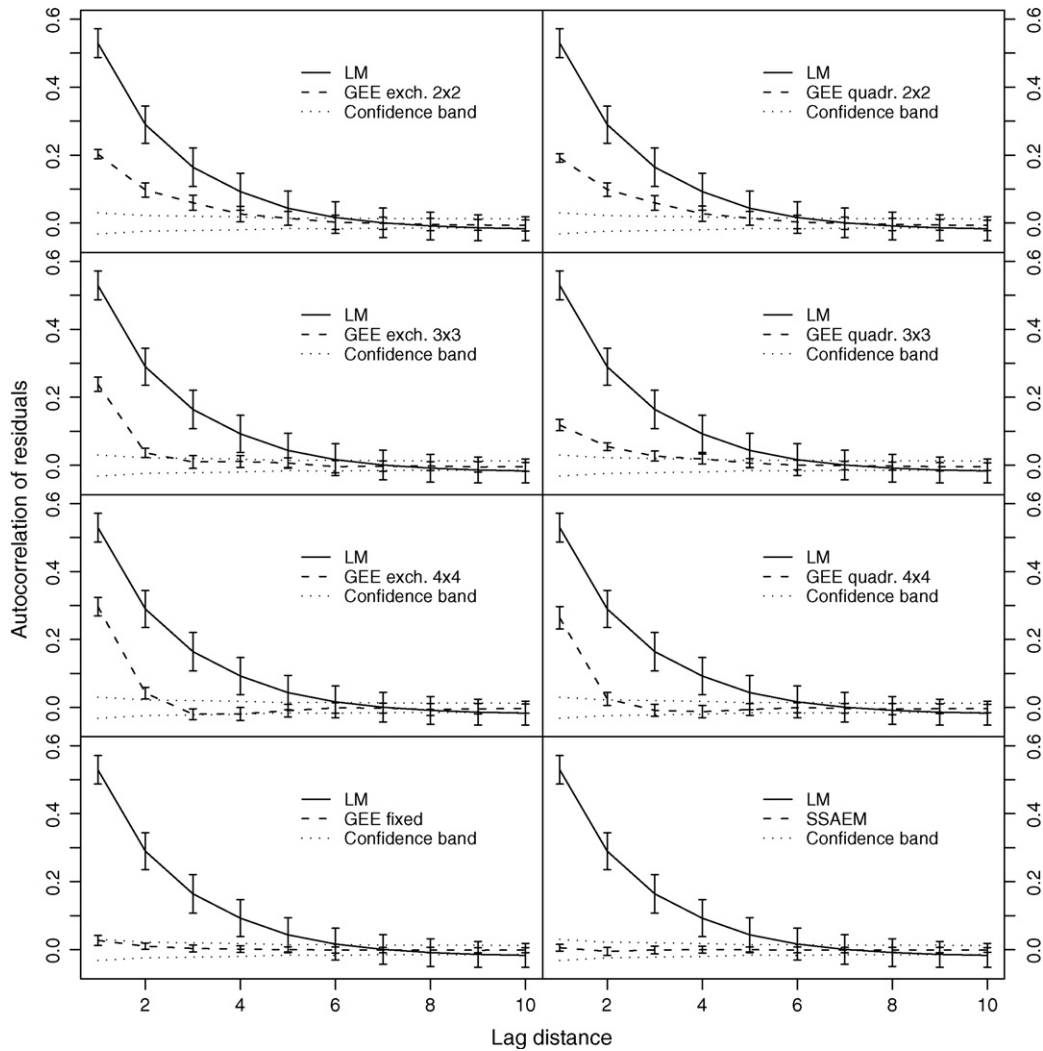 0.6
0.4
0.2
0.0
LM
GEE exch. 2x2
Confidence band
LM
GEE quadr. 2x2
Confidence band
0.6
0.4
0.2
0.0
0.6
0.4
0.2
0.0
LM
GEE exch. 3x3
Confidence band
LM
GEE quadr. 3x3
Confidence band
0.6
0.4
0.2
0.0
Autocorrelation of residuals
0.6
0.4
0.2
0.0
LM
GEE exch. 4x4
Confidence band
LM
GEE quadr. 4x4
Confidence band
0.6
0.4
0.2
0.0
0.6
0.4
0.2
0.0
LM
GEE fixed
Confidence band
LM
SSAEM
Confidence band
0.6
0.4
0.2
0.0
2 4 6 8 10
2 4 6 8 10
Lag distance